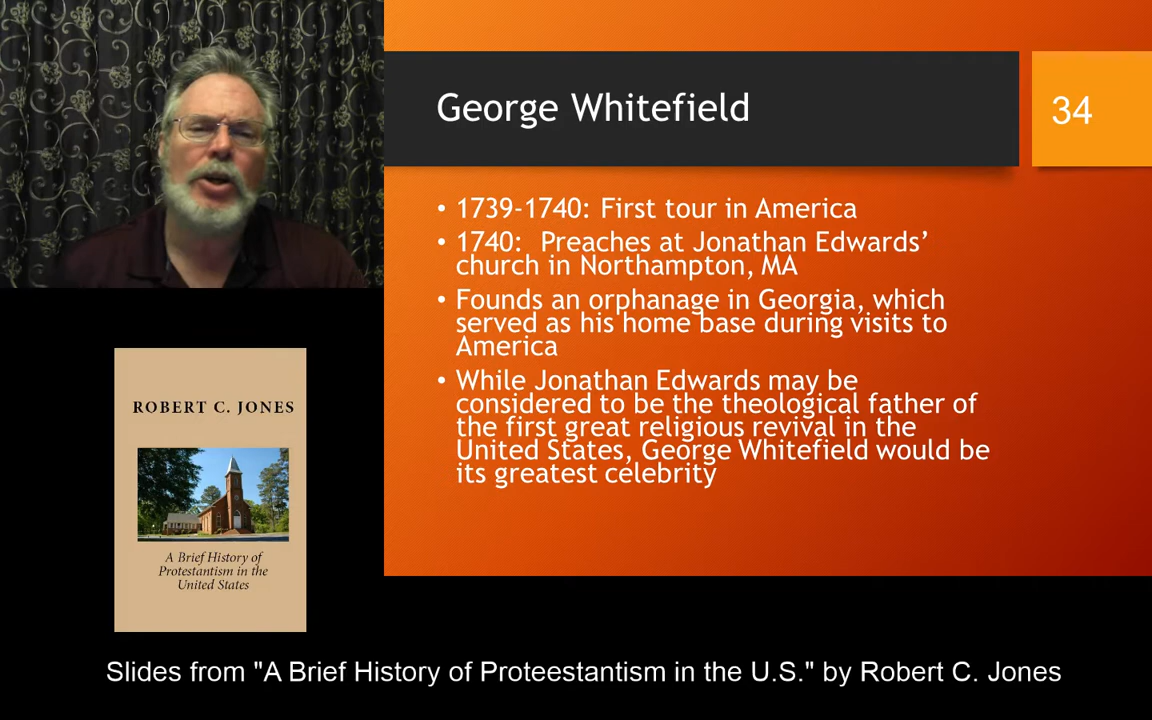 George Whitefield
34
• 1739-1740: First tour in America
• 1740:  Preaches at Jonathan Edwards’
church in Northampton, MA
• Founds an orphanage in Georgia, which
served as his home base during visits to
America
• While Jonathan Edwards may be
considered to be the theological father of
the first great religious revival in the
United States, George Whitefield would be
its greatest celebrity
ROBERT C. JONES
A Brief History of
Protestantism in the
United States
Slides from "A Brief History of Proteestantism in the U.S." by Robert C. Jones